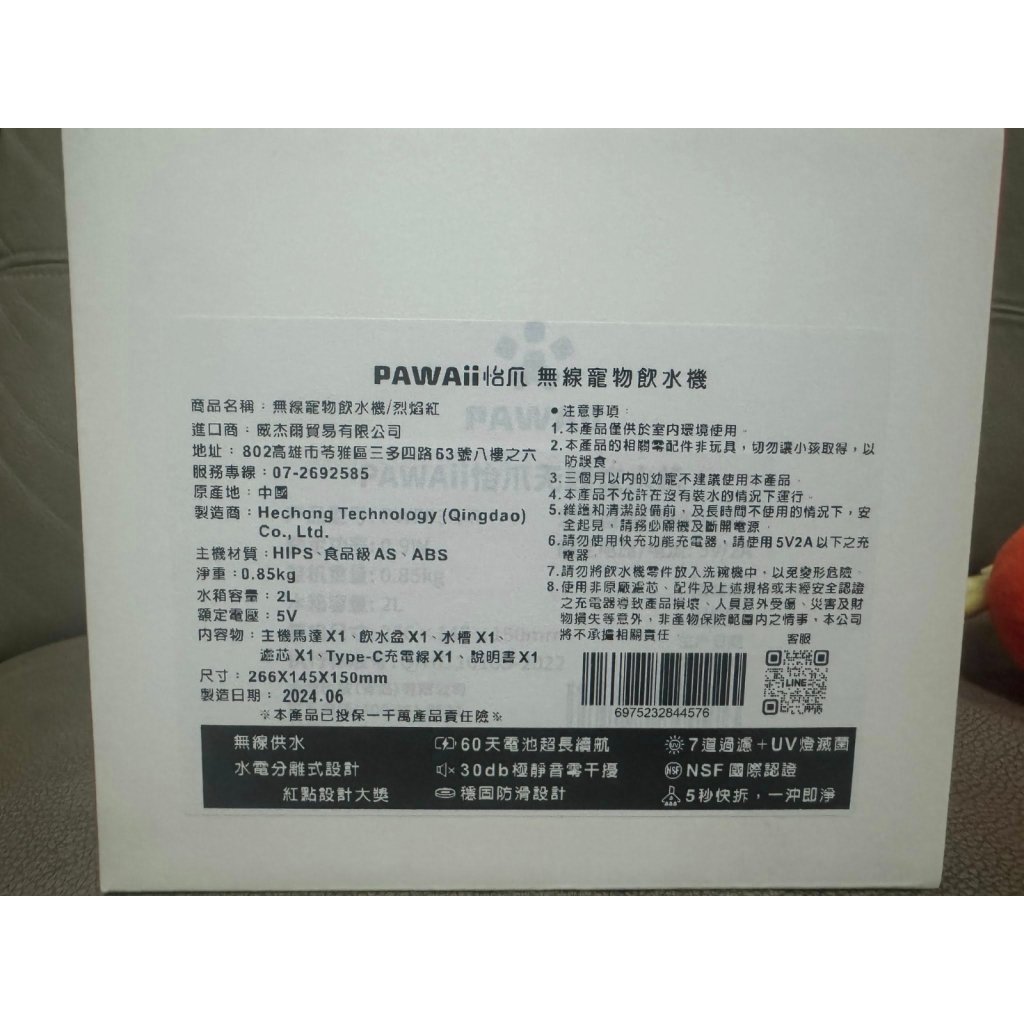 PAWAii怡爪 無線寵物飲水機
商品名稱：無線寵物飲水機/烈焰紅
進口商：威杰爾貿易有限公司
地址：802高雄市苓雅區三多四路63號八樓之六
服務專線：07-2692585
原產地：中國
製造商：Hechong Technology (Qingdao)
Co., Ltd.
主機材質：HIPS、食品級AS、ABS
淨重：0.85kg
水箱容量：2L
額定電壓：5V
內容物：主機馬達X1、飲水盆X1、水槽X1、
濾芯X1、Type-C充電線X1、說明書X1
尺寸：266X145X150mm
製造日期：2024.06
※本產品已投保一千萬產品責任險※
●注意事項：
1.本產品僅供於室內環境使用。
2.本產品的相關零配件非玩具，切勿讓小孩取得，以
防誤食。
3.三個月以內的幼寵不建議使用本產品。
4.本產品不允許在沒有裝水的情況下運行。
5.維護和清潔設備前，及長時間不使用的情況下，安
全起見，請務必關機及斷開電源。
6.請勿使用快充功能充電器，請使用5V2A以下之充
電器
7.請勿將飲水機零件放入洗碗機中，以免變形危險。
8.使用非原廠濾芯、配件及上述規格或未經安全認證
之充電器導致產品損壞、人員意外受傷、災害及財
物損失等意外，非產物保險範圍內之情事，本公司
將不承擔相關責任
客服
LINE
6975232844576
無線供水
60天電池超長續航
7道過濾+UV燈滅菌
水電分離式設計
30db極靜音零干擾
NSF NSF國際認證
紅點設計大獎
穩固防滑設計
5秒快拆，一沖即淨